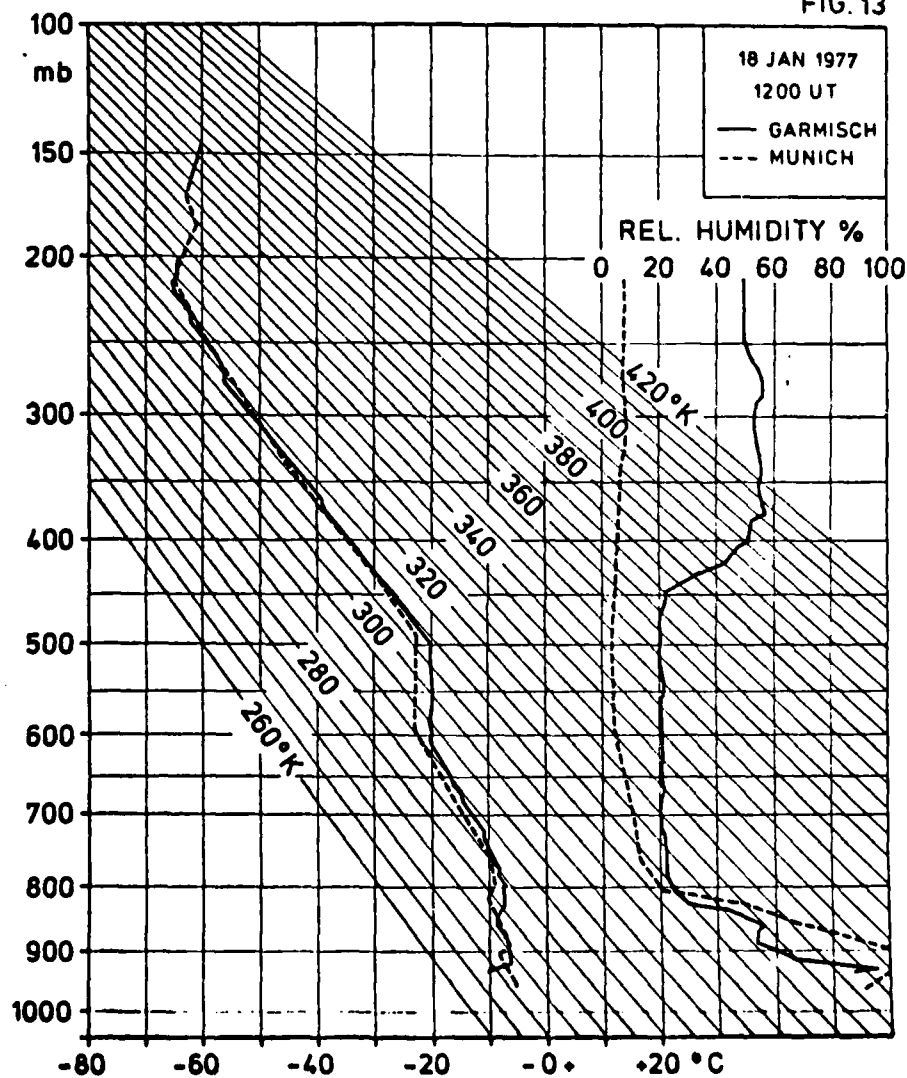 FIG. 13
100
mb
18 JAN 1977
1200 UT
GARMISCH
MUNICH
150
REL. HUMIDITY %
200
0 20 40 60 80 100
300
420°K
400
380
360
400
340
320
300
500
280
600
260°K
700
800
900
1000
-80 -60 -40 -20 -0+ +20 °C